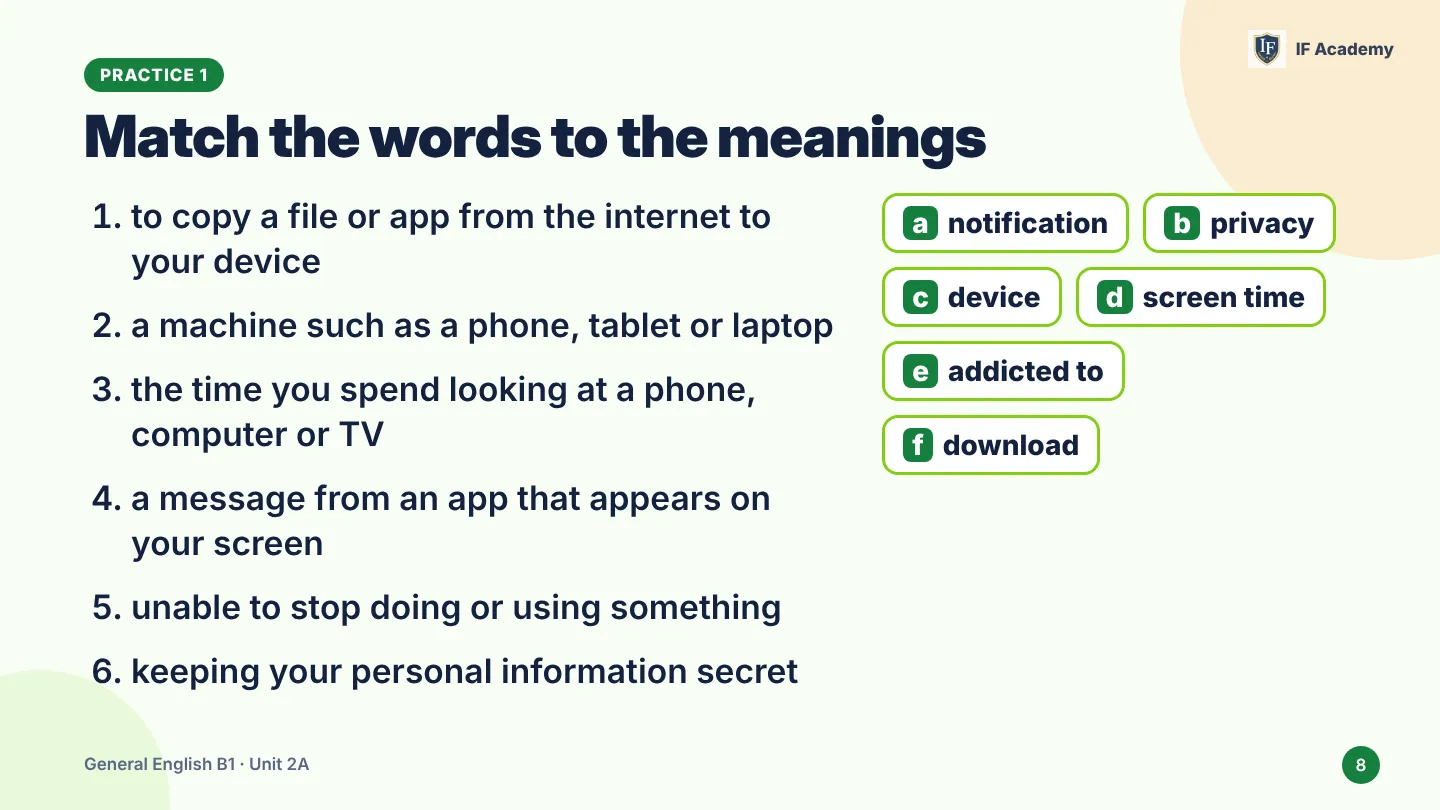 IF
IF Academy
PRACTICE 1
Match the words to the meanings
1. to copy a file or app from the internet to
your device
2. a machine such as a phone, tablet or laptop
3. the time you spend looking at a phone,
computer or TV
4. a message from an app that appears on
your screen
5. unable to stop doing or using something
6. keeping your personal information secret
a notification b privacy
c device d screen time
e addicted to
f download
General English B1 · Unit 2A
8